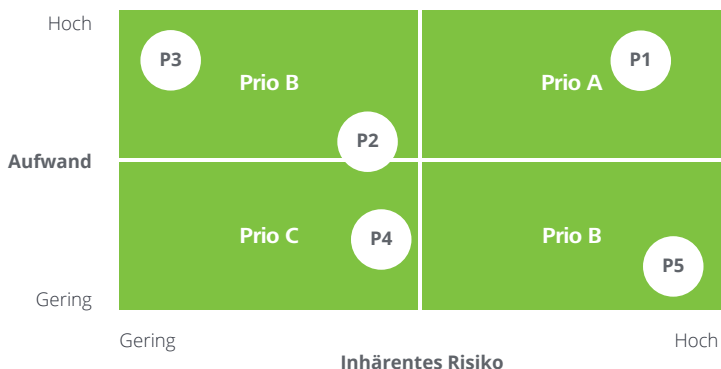 Hoch
P3
P1
Prio B
Prio A
P2
Aufwand
Prio C
P4
Prio B
P5
Gering
Gering
Hoch
Inhärentes Risiko